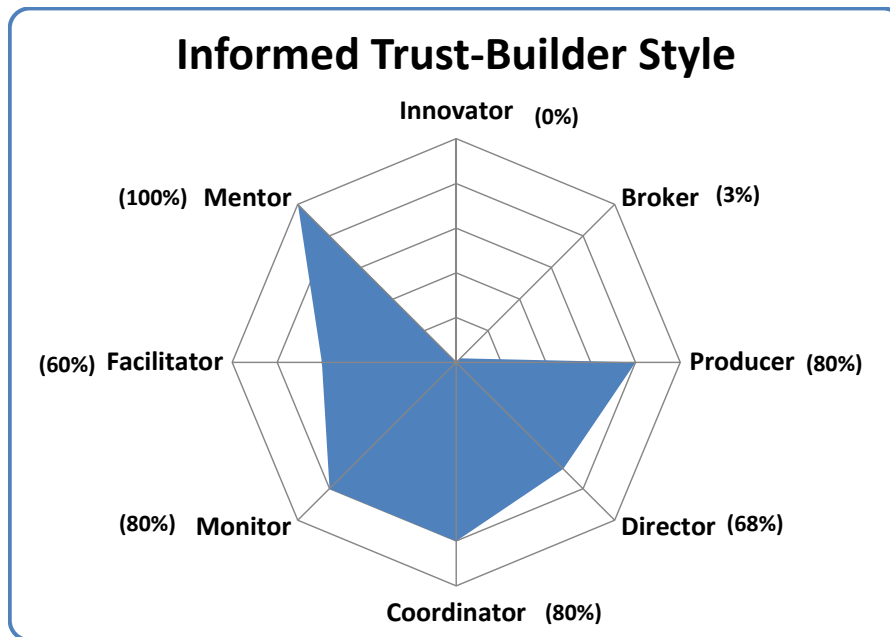 Informed Trust-Builder Style
Innovator (0%)
(100%) Mentor
Broker (3%)
(60%) Facilitator
Producer (80%)
(80%) Monitor
Director (68%)
Coordinator (80%)